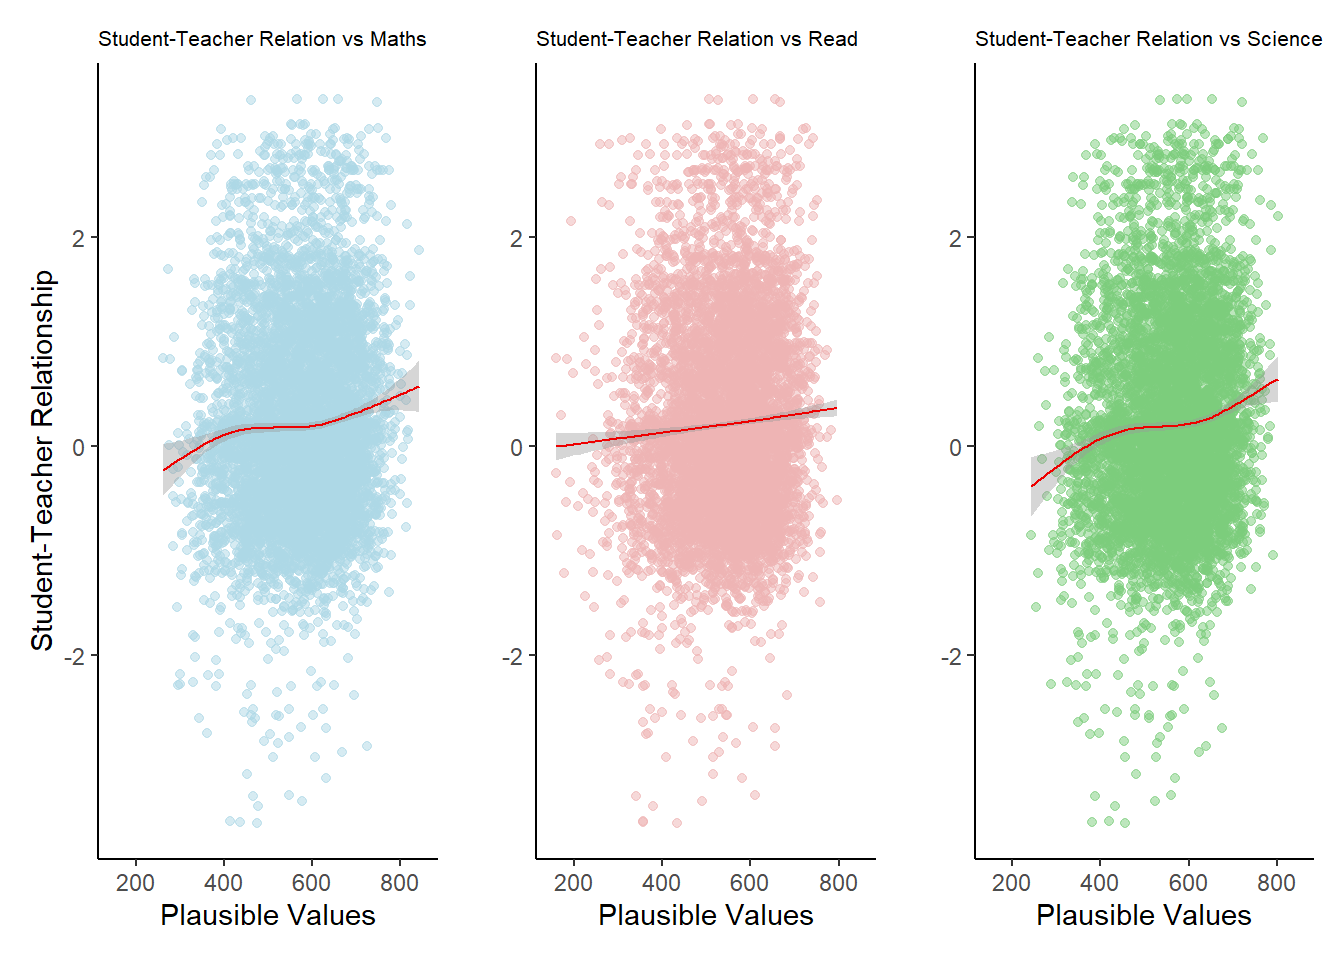 Student-Teacher Relation vs Maths
Student-Teacher Relation vs Read
Student-Teacher Relation vs Science
Student-Teacher Relationship
2
0
-2
200 400 600 800
Plausible Values
2
0
-2
200 400 600 800
Plausible Values
2
0
-2
200 400 600 800
Plausible Values